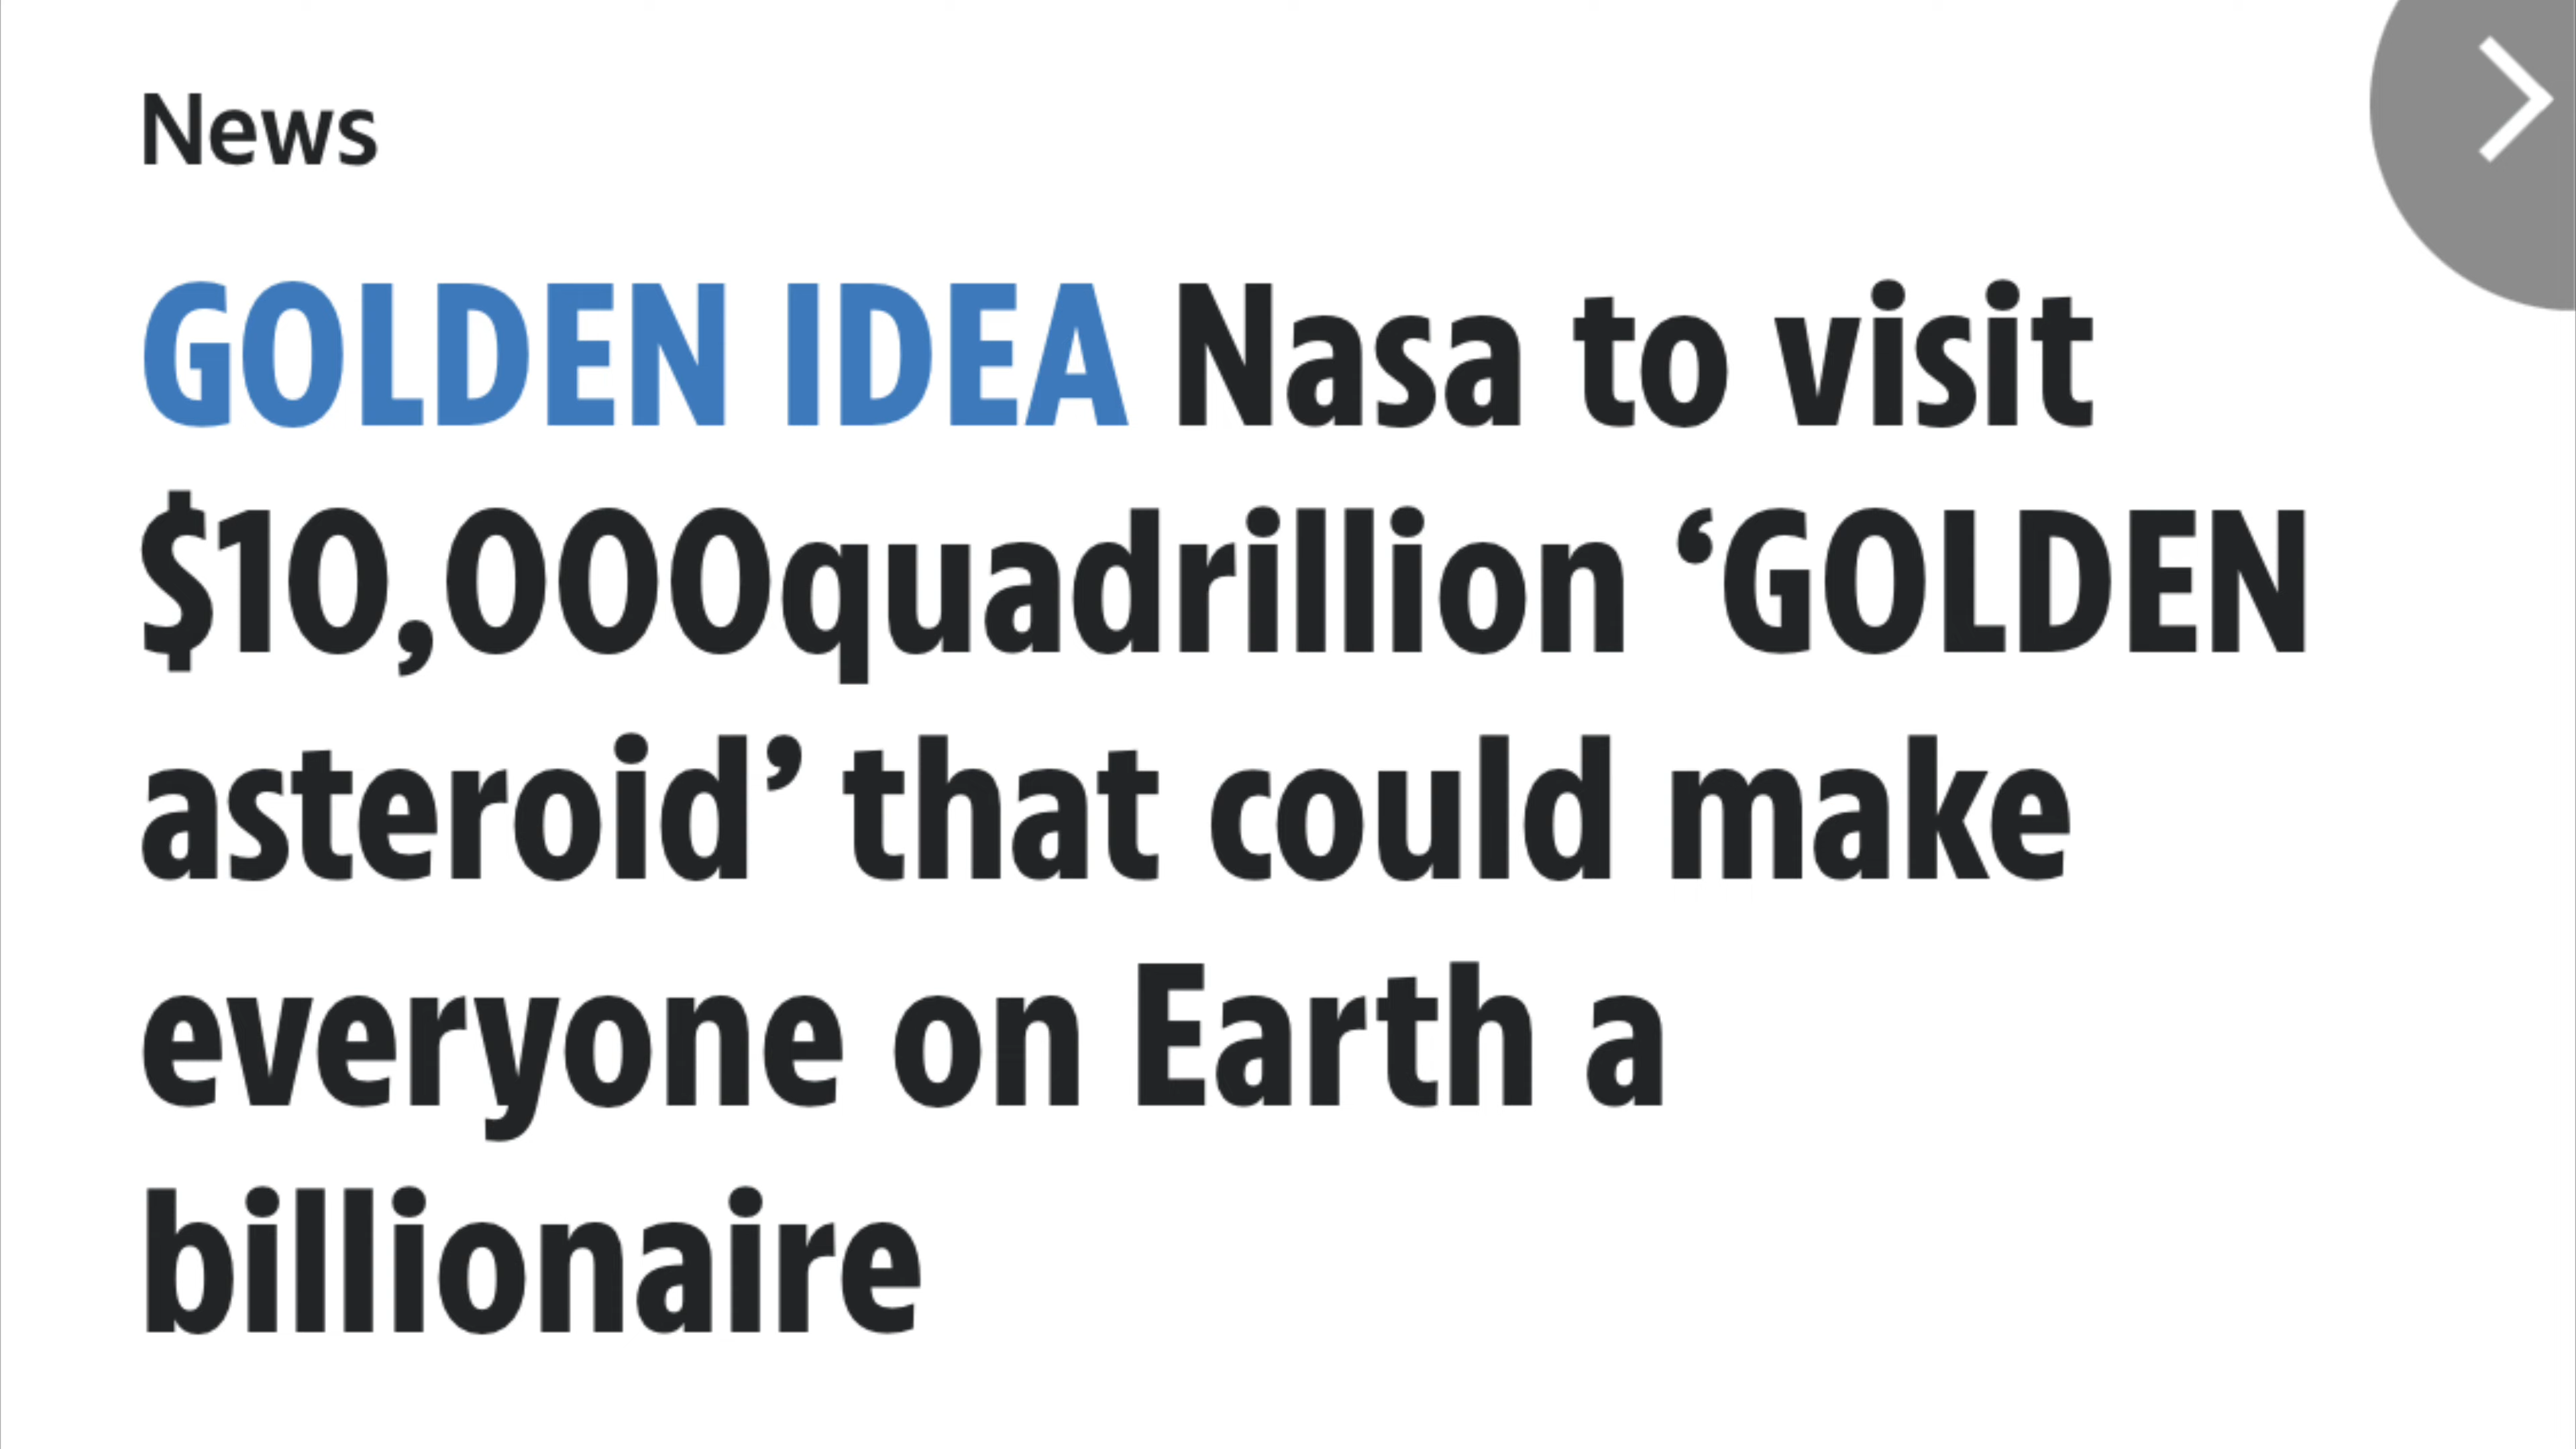 News
GOLDEN IDEA Nasa to visit
$10,000quadrillion ‘GOLDEN
asteroid’ that could make
everyone on Earth a
billionaire